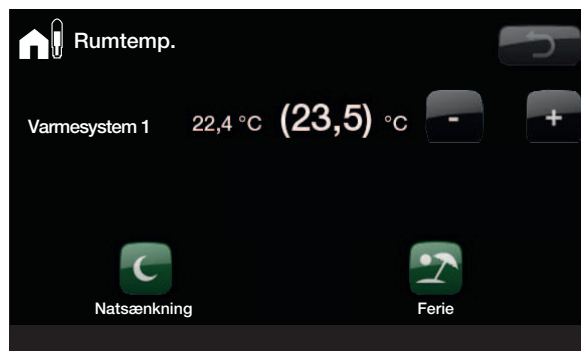 Rumtemp.
Varmesystem 1 22,4 °C (23,5) °C - +
Natsænkning Ferie